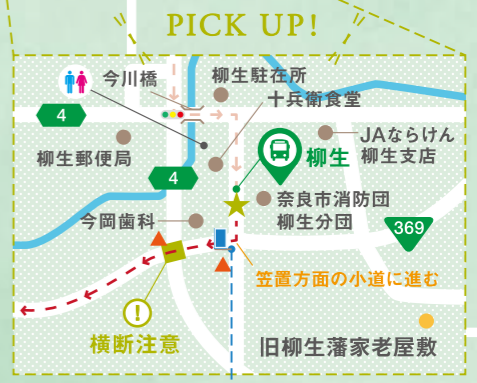 PICK UP!
今川橋
柳生駐在所
十兵衛食堂
4
JAならけん
柳生支店
柳生郵便局
柳生
4
奈良市消防団
柳生分団
今岡歯科
369
笠置方面の小道に進む
!
横断注意
旧柳生藩家老屋敷